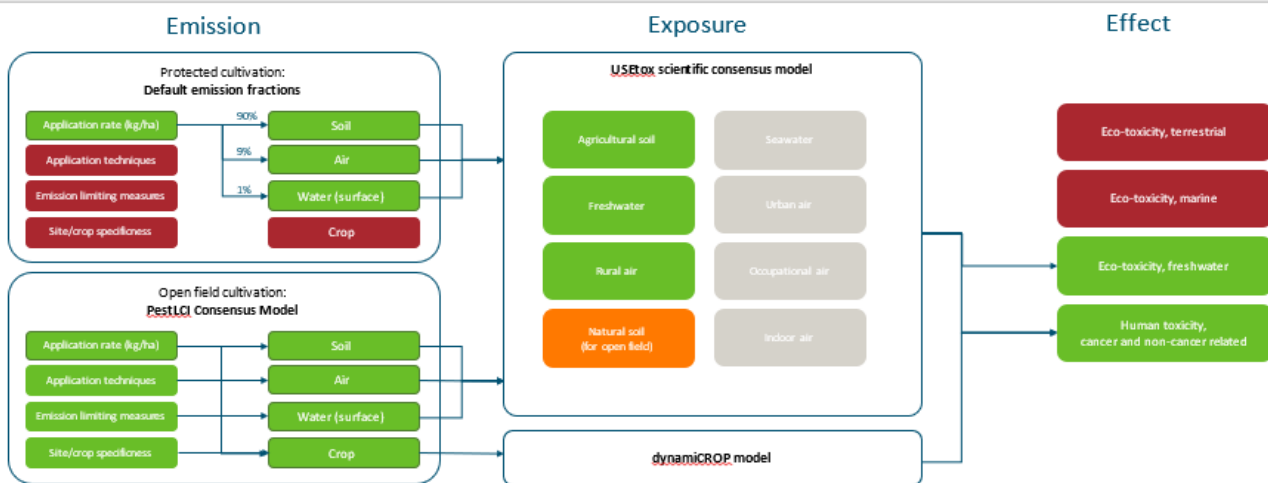 Emission
Exposure
Effect
Protected cultivation:
Default emission fractions
Application rate (kg/ha)
Application techniques
Emission limiting measures
Site/crop specificness
90%
9%
1%
Soil
Air
Water (surface)
Crop
Open field cultivation:
PestLCI Consensus Model
Application rate (kg/ha)
Application techniques
Emission limiting measures
Site/crop specificness
Soil
Air
Water (surface)
Crop
USEtox scientific consensus model
Agricultural soil
Freshwater
Rural air
Natural soil
(for open field)
Seawater
Urban air
Occupational air
Indoor air
dynamiCROP model
Eco-toxicity, terrestrial
Eco-toxicity, marine
Eco-toxicity, freshwater
Human toxicity,
cancer and non-cancer related